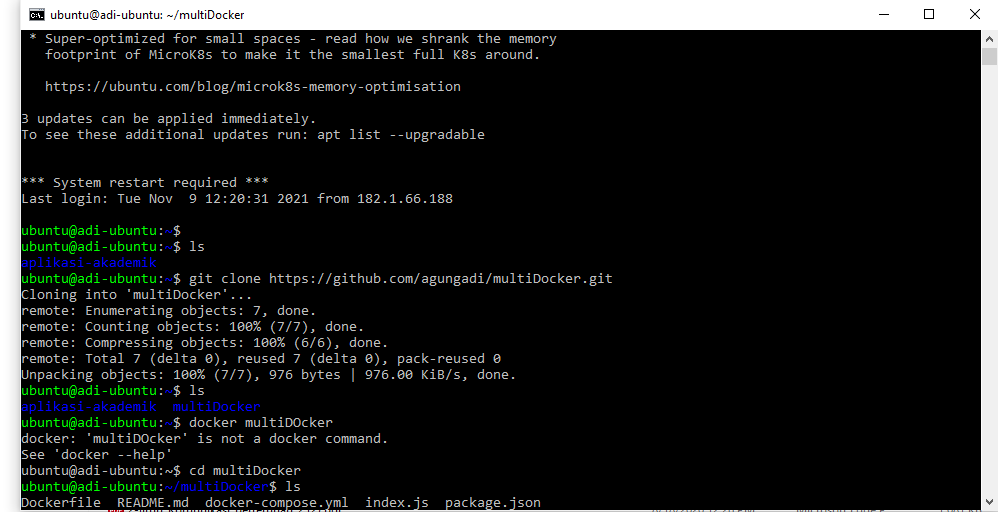 ubuntu@adi-ubuntu: ~/multiDocker
* Super-optimized for small spaces - read how we shrank the memory
footprint of MicroK8s to make it the smallest full K8s around.
https://ubuntu.com/blog/microk8s-memory-optimisation
3 updates can be applied immediately.
To see these additional updates run: apt list --upgradable
*** System restart required ***
Last login: Tue Nov  9 12:20:31 2021 from 182.1.66.188
ubuntu@adi-ubuntu:~$
ubuntu@adi-ubuntu:~$ ls
aplikasi-akademik
ubuntu@adi-ubuntu:~$ git clone https://github.com/agungadi/multiDocker.git
Cloning into 'multiDocker'...
remote: Enumerating objects: 7, done.
remote: Counting objects: 100% (7/7), done.
remote: Compressing objects: 100% (6/6), done.
remote: Total 7 (delta 0), reused 7 (delta 0), pack-reused 0
Unpacking objects: 100% (7/7), 976 bytes | 976.00 KiB/s, done.
ubuntu@adi-ubuntu:~$ ls
aplikasi-akademik  multiDocker
ubuntu@adi-ubuntu:~$ docker multiDOcker
docker: 'multiDOcker' is not a docker command.
See 'docker --help'
ubuntu@adi-ubuntu:~$ cd multiDocker
ubuntu@adi-ubuntu:~/multiDocker$ ls
Dockerfile  README.md  docker-compose.yml  index.js  package.json